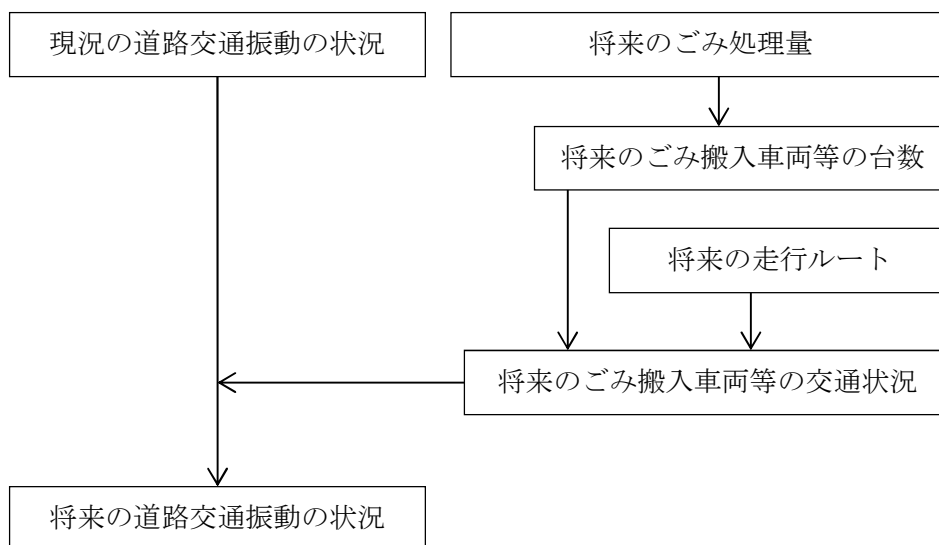 現況の道路交通振動の状況
将来のごみ処理量
将来のごみ搬入車両等の台数
将来の走行ルート
将来のごみ搬入車両等の交通状況
将来の道路交通振動の状況